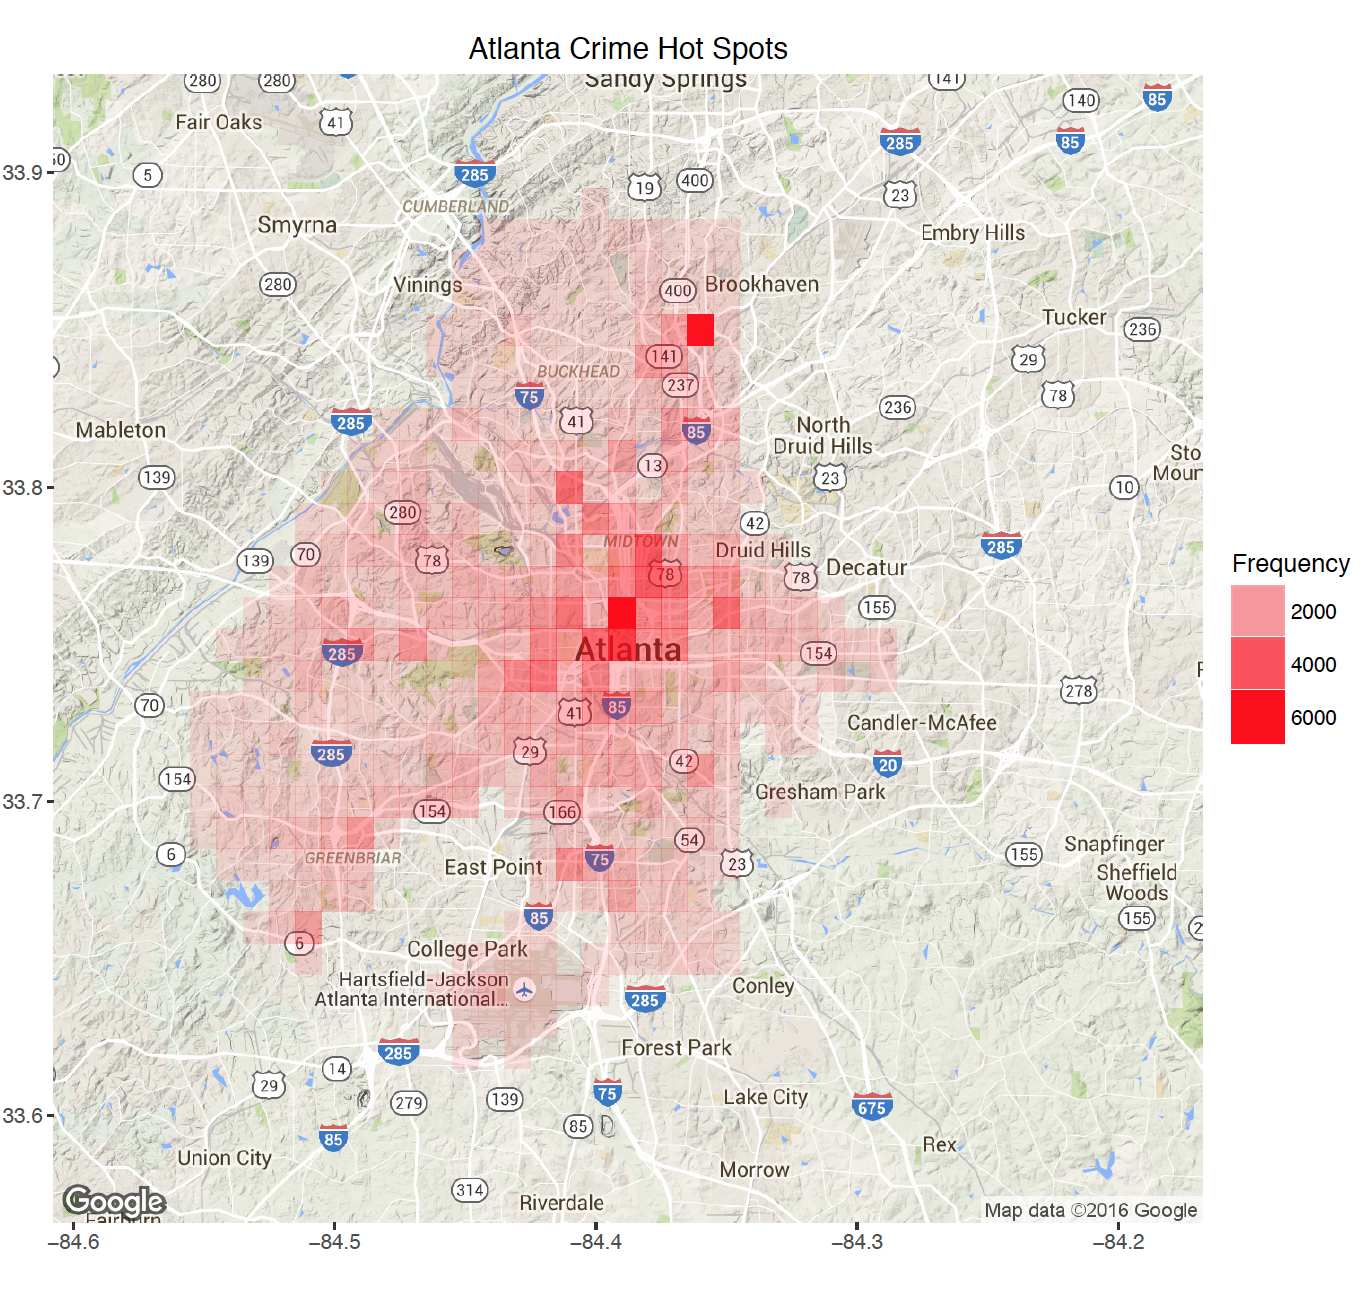 Atlanta Crime Hot Spots
Sandy Springs
280
280
141
140
85
Fair Oaks
41
285
85
33.9
5
285
19
400
23
CUMBERLAND
Smyrna
Embry Hills
280
Vinings
400
Brookhaven
Tucker
236
141
29
BUCKHEAD
237
78
75
236
285
41
85
Mableton
North
Druid Hills
13
139
23
Sto
Moun
33.8
10
280
42
MIDTOWN
285
139
70
78
Druid Hills
78
78
Decatur
155
Atlanta
285
154
278
70
41
85
Candler-McAfee
285
29
42
20
154
33.7
Gresham Park
154
166
6
GREENBRIAR
54
155
Snapfinger
East Point
75
23
Sheffield
Woods
85
155
6
College Park
Hartsfield-Jackson
Atlanta International...
Conley
285
285
Forest Park
14
29
279
139
75
Lake City
675
33.6
85
85
Rex
Union City
Morrow
314
Riverdale
Google
Fairburn
Map data ©2016 Google
−84.6
−84.5
−84.4
−84.3
−84.2
Frequency
2000
4000
6000